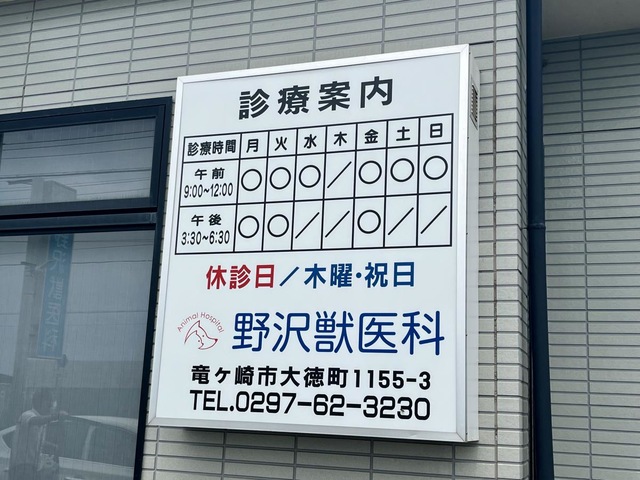 診療案内
診療時間 月 火 水 木 金 土 日
午前 9:00~12:00 ○ ○ ○ ／ ○ ○ ○
午後 3:30~6:30 ○ ○ ／ ／ ○ ／ ／
休診日／木曜・祝日
Animal Hospital
野沢獣医科
竜ヶ崎市大徳町1155-3
TEL.0297-62-3230